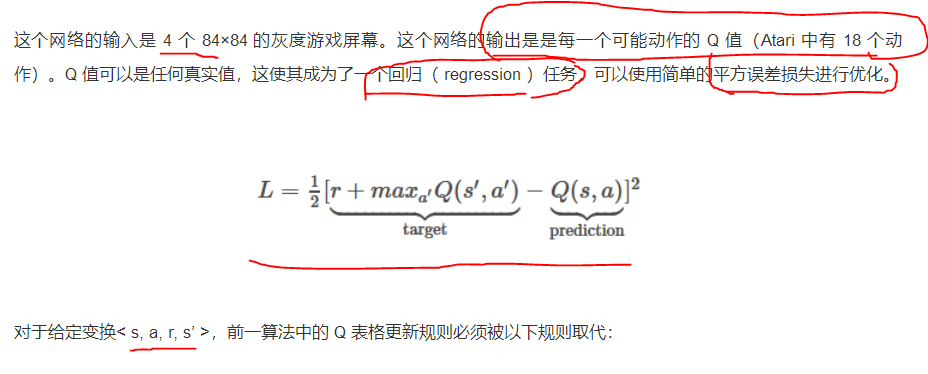 这个网络的输入是 4 个 84×84 的灰度游戏屏幕。这个网络的输出是是每一个可能动作的 Q 值（Atari 中有 18 个动
作）。Q 值可以是任何真实值，这使其成为了一个回归（ regression ）任务，可以使用简单的平方误差损失进行优化。
L = ½[r + maxₐ′Q(s′, a′) − Q(s, a)]²
target prediction
对于给定变换< s, a, r, s’ >，前一算法中的 Q 表格更新规则必须被以下规则取代：